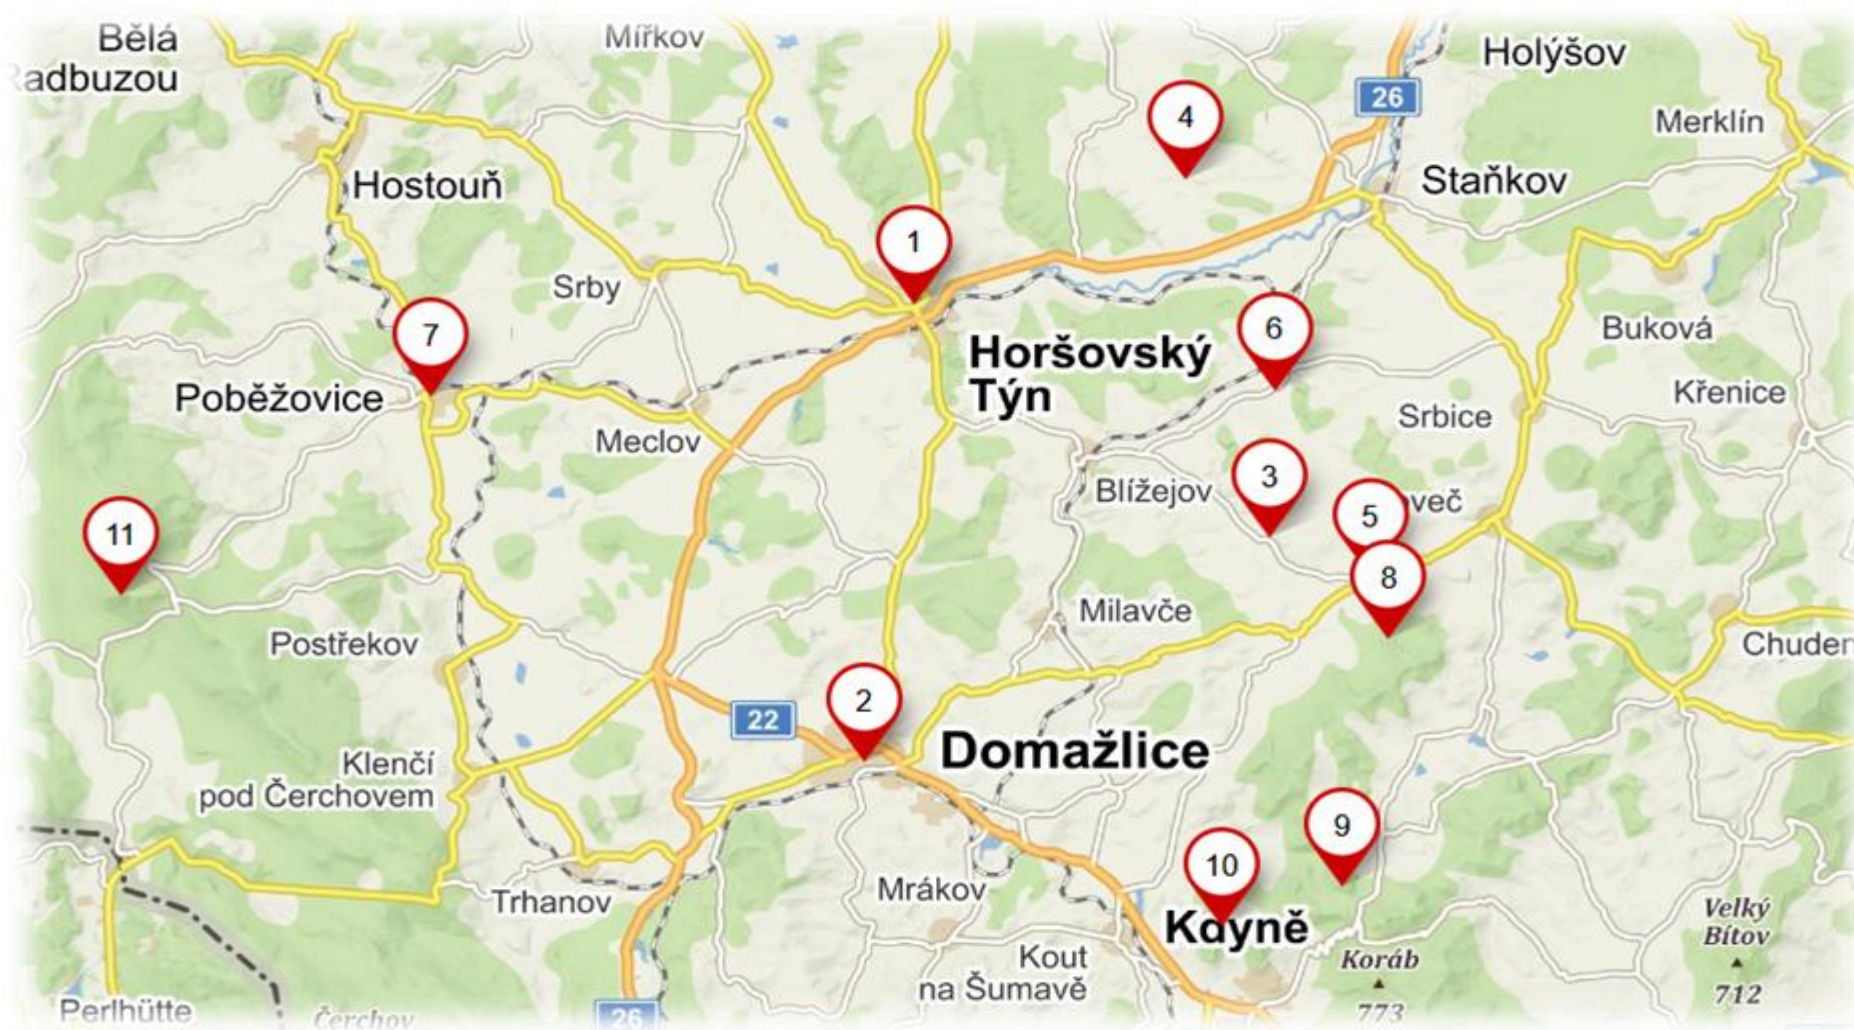 Bělá
Radbuzou
Mířkov
Holýšov
26
4
Merklín
Hostouň
Staňkov
1
Srby
6
7
Buková
Horšovský
Týn
Poběžovice
Křenice
Srbice
Meclov
3
Blížejov
5
več
11
8
Milavče
Postřekov
Chuden
2
22
Domažlice
Klenčí
pod Čerchovem
9
10
Mrákov
Trhanov
Velký
Bítov
Kdyně
Kout
na Šumavě
Koráb
773
712
Perlhütte
Čerchov
26